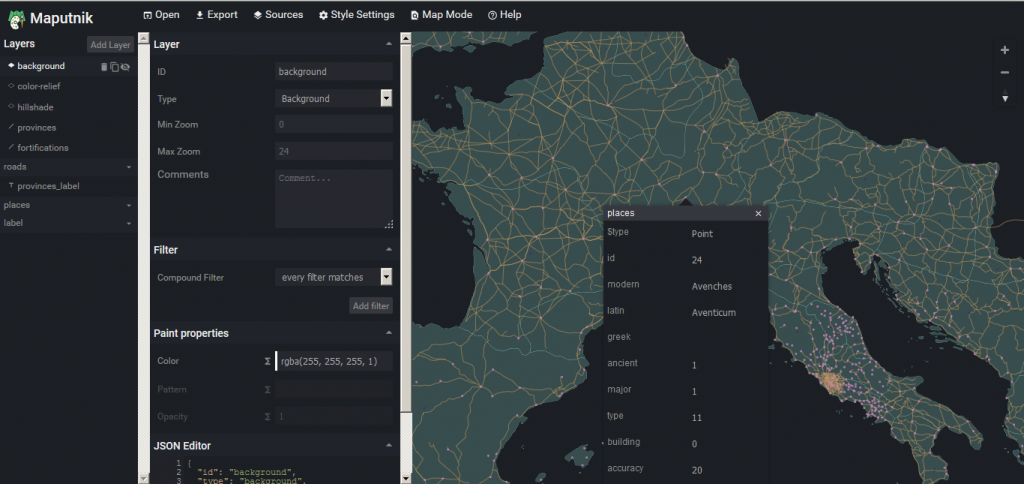 Maputnik
Open Export Sources Style Settings Map Mode Help
Layers Add Layer
background
color-relief
hillshade
provinces
fortifications
roads
provinces_label
places
label
Layer
ID background
Type Background
Min Zoom 0
Max Zoom 24
Comments Comment...
Filter
Compound Filter every filter matches
Add filter
Paint properties
Color rgba(255, 255, 255, 1)
Pattern
Opacity 1
JSON Editor
1 {
2 "id": "background",
3 "type": "background",
places
$type Point
id 24
modern Avenches
latin Aventicum
greek
ancient 1
major 1
type 11
building 0
accuracy 20